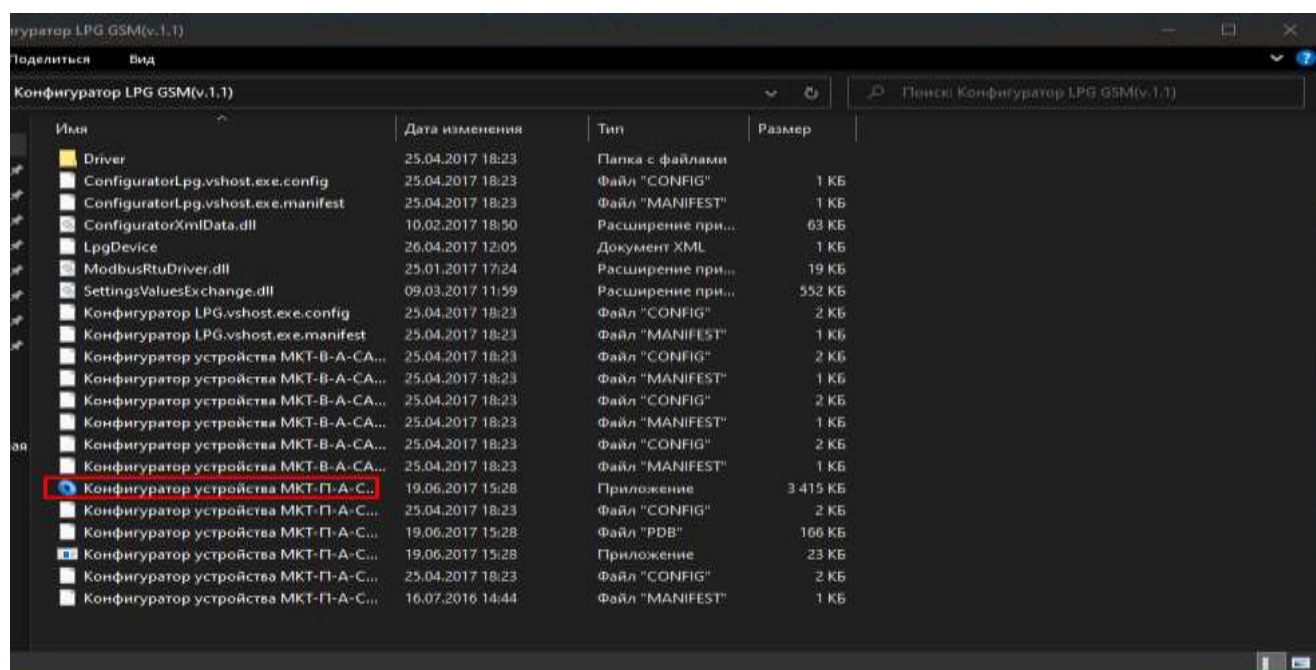 игуратор LPG GSM(v.1.1)
Поделиться Вид
Конфигуратор LPG GSM(v.1.1) Поиск: Конфигуратор LPG GSM(v.1.1)
Имя Дата изменения Тип Размер
Driver 25.04.2017 18:23 Папка с файлами
ConfiguratorLpg.vshost.exe.config 25.04.2017 18:23 Файл "CONFIG" 1 КБ
ConfiguratorLpg.vshost.exe.manifest 25.04.2017 18:23 Файл "MANIFEST" 1 КБ
ConfiguratorXmlData.dll 10.02.2017 18:50 Расширение при... 63 КБ
LpgDevice 26.04.2017 12:05 Документ XML 1 КБ
ModbusRtuDriver.dll 25.01.2017 17:24 Расширение при... 19 КБ
SettingsValuesExchange.dll 09.03.2017 11:59 Расширение при... 552 КБ
Конфигуратор LPG.vshost.exe.config 25.04.2017 18:23 Файл "CONFIG" 2 КБ
Конфигуратор LPG.vshost.exe.manifest 25.04.2017 18:23 Файл "MANIFEST" 1 КБ
Конфигуратор устройства МКТ-В-А-СА... 25.04.2017 18:23 Файл "CONFIG" 2 КБ
Конфигуратор устройства МКТ-В-А-СА... 25.04.2017 18:23 Файл "MANIFEST" 1 КБ
Конфигуратор устройства МКТ-В-А-СА... 25.04.2017 18:23 Файл "CONFIG" 2 КБ
Конфигуратор устройства МКТ-В-А-СА... 25.04.2017 18:23 Файл "MANIFEST" 1 КБ
ая Конфигуратор устройства МКТ-В-А-СА... 25.04.2017 18:23 Файл "CONFIG" 2 КБ
Конфигуратор устройства МКТ-В-А-СА... 25.04.2017 18:23 Файл "MANIFEST" 1 КБ
Конфигуратор устройства МКТ-П-А-С... 19.06.2017 15:28 Приложение 3 415 КБ
Конфигуратор устройства МКТ-П-А-С... 25.04.2017 18:23 Файл "CONFIG" 2 КБ
Конфигуратор устройства МКТ-П-А-С... 19.06.2017 15:28 Файл "PDB" 166 КБ
Конфигуратор устройства МКТ-П-А-С... 19.06.2017 15:28 Приложение 23 КБ
Конфигуратор устройства МКТ-П-А-С... 25.04.2017 18:23 Файл "CONFIG" 2 КБ
Конфигуратор устройства МКТ-П-А-С... 16.07.2016 14:44 Файл "MANIFEST" 1 КБ